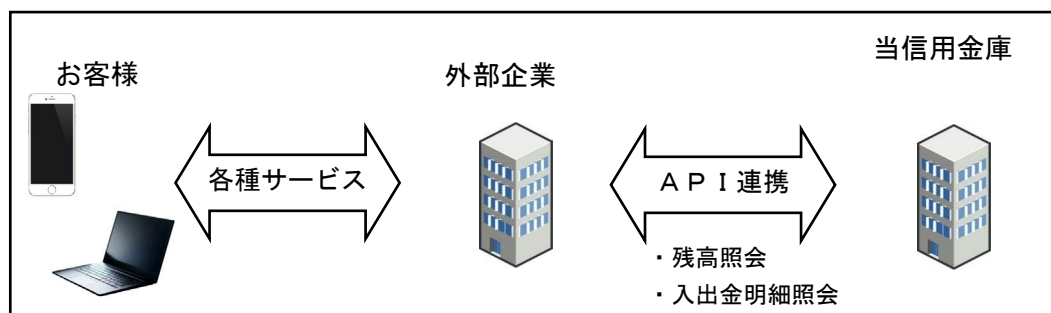 お客様
外部企業
当信用金庫
各種サービス
ＡＰＩ連携
・残高照会
・入出金明細照会